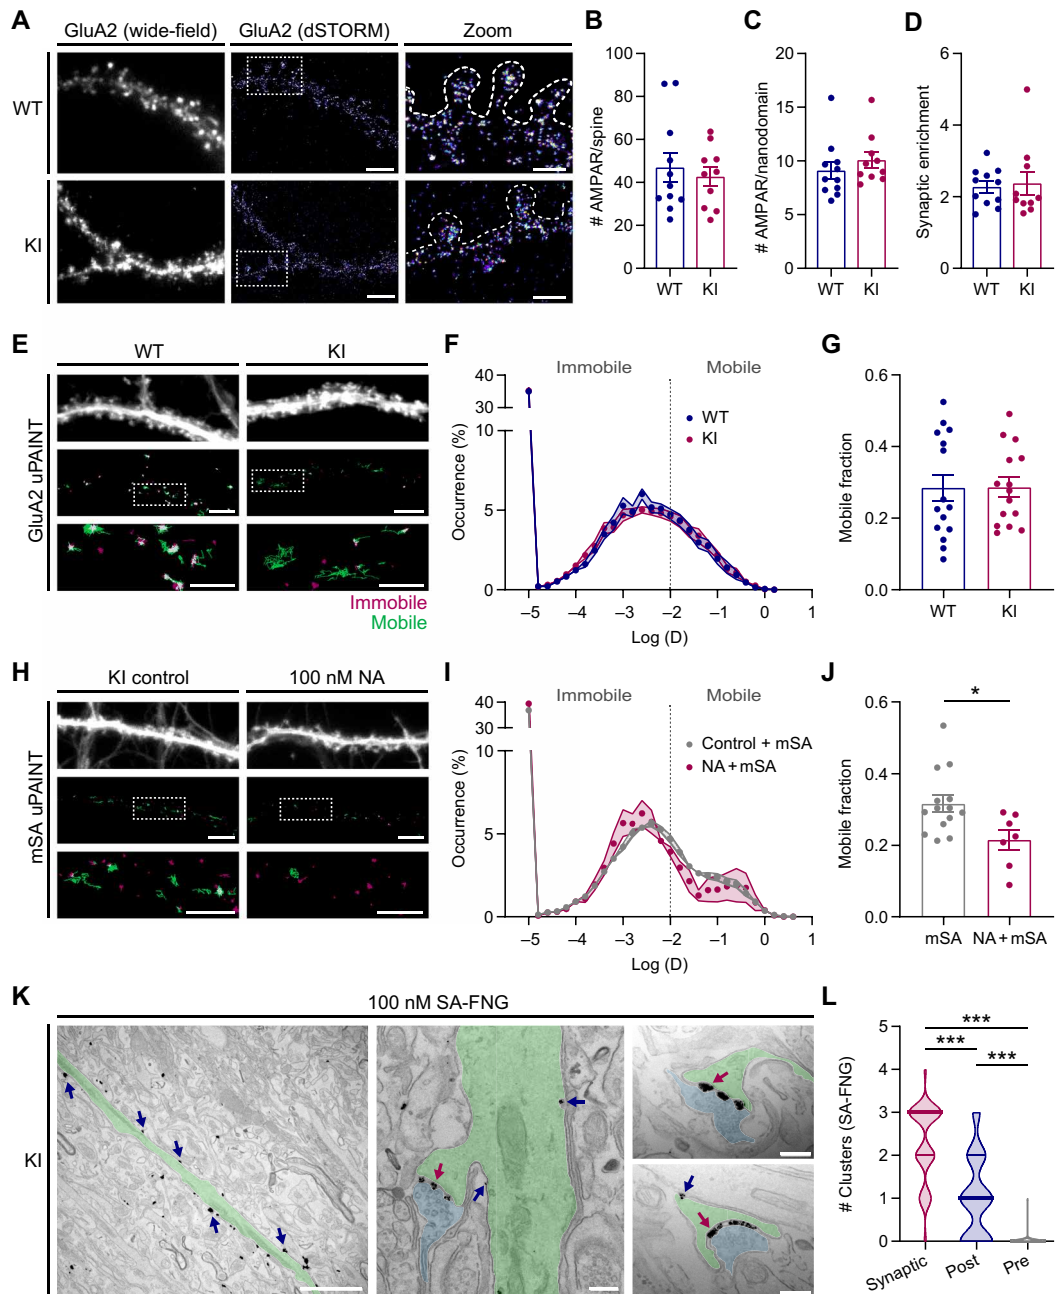 A
GluA2 (wide-field)
GluA2 (dSTORM)
Zoom
WT
KI
B
# AMPAR/spine
100
80
60
40
20
0
WT KI
C
# AMPAR/nanodomain
20
15
10
5
0
WT KI
D
Synaptic enrichment
6
4
2
0
WT KI
E
WT
KI
GluA2 uPAINT
Immobile
Mobile
F
Immobile Mobile
Occurrence (%)
40
30
10
5
0
WT
KI
–5 –4 –3 –2 –1 0 1
Log (D)
G
Mobile fraction
0.6
0.4
0.2
0.0
WT KI
H
KI control
100 nM NA
mSA uPAINT
I
Immobile Mobile
Occurrence (%)
40
30
10
5
0
Control + mSA
NA + mSA
–5 –4 –3 –2 –1 0 1
Log (D)
J
*
Mobile fraction
0.6
0.4
0.2
0.0
mSA NA + mSA
K
100 nM SA-FNG
KI
L
# Clusters (SA-FNG)
5
4
3
2
1
0
***
***
***
Synaptic Post Pre